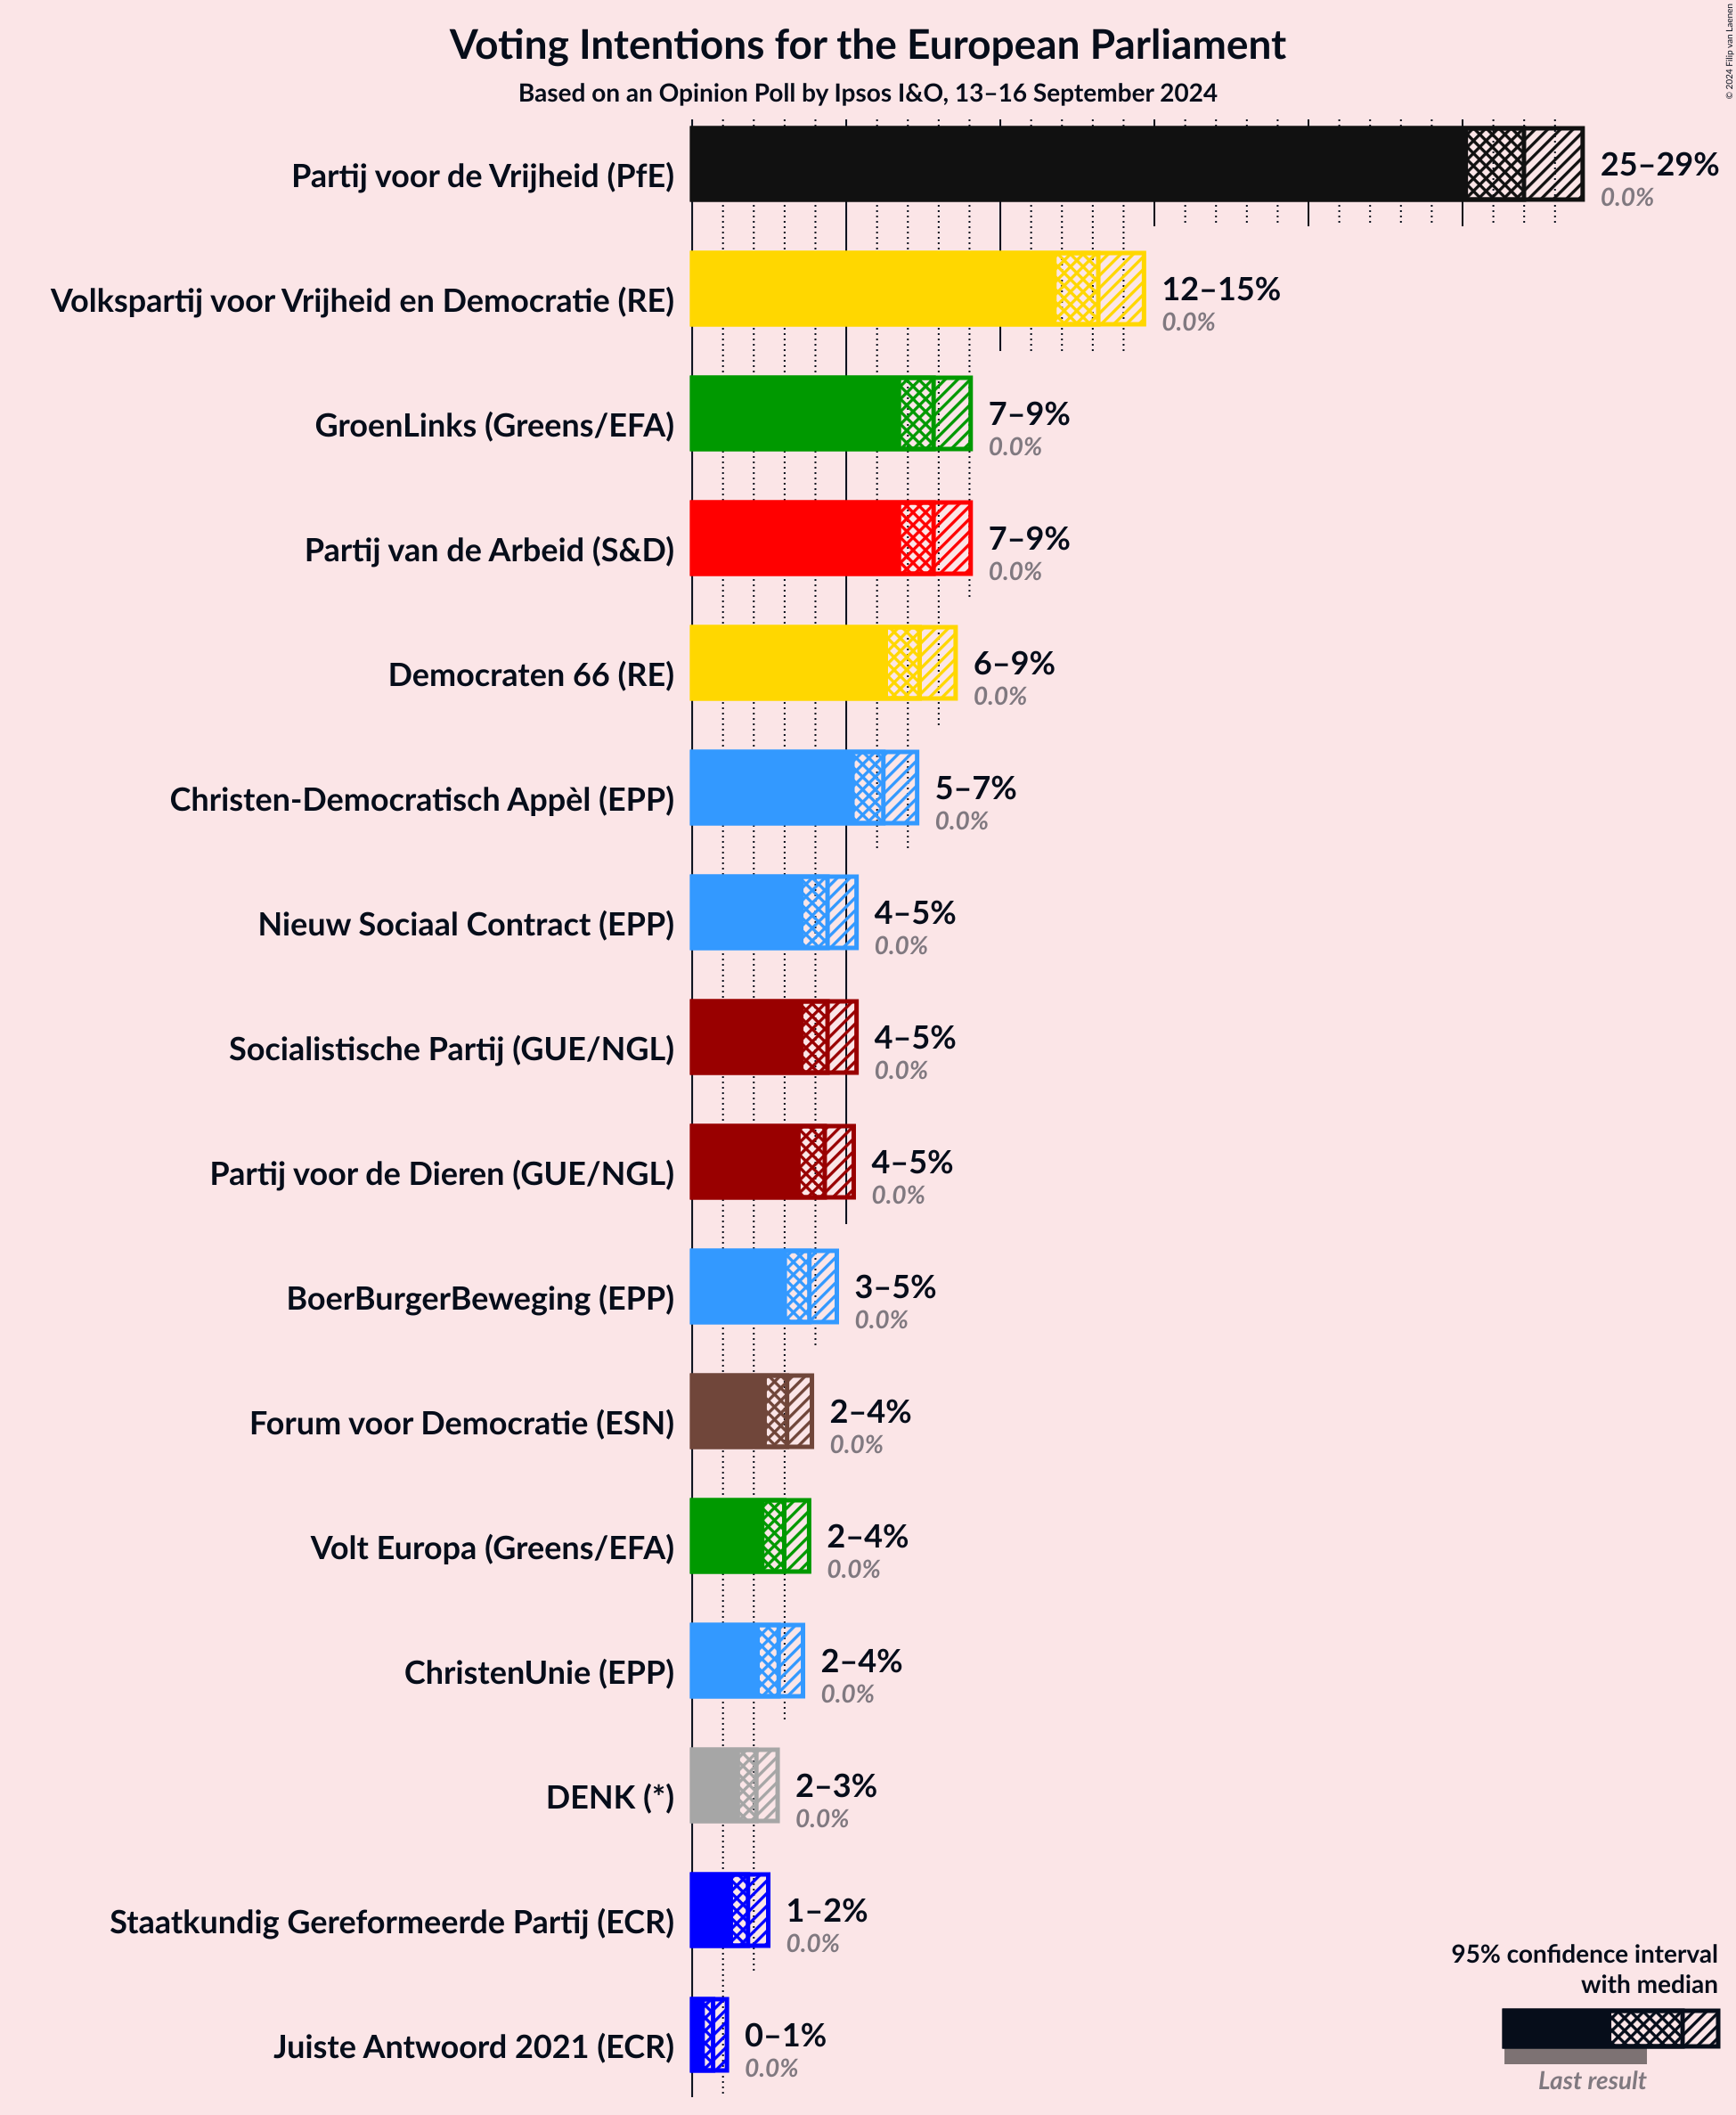 Voting Intentions for the European Parliament
Based on an Opinion Poll by Ipsos I&O, 13–16 September 2024
© 2024 Filip van Laenen
Partij voor de Vrijheid (PfE)
25–29%
0.0%
Volkspartij voor Vrijheid en Democratie (RE)
12–15%
0.0%
GroenLinks (Greens/EFA)
7–9%
0.0%
Partij van de Arbeid (S&D)
7–9%
0.0%
Democraten 66 (RE)
6–9%
0.0%
Christen-Democratisch Appèl (EPP)
5–7%
0.0%
Nieuw Sociaal Contract (EPP)
4–5%
0.0%
Socialistische Partij (GUE/NGL)
4–5%
0.0%
Partij voor de Dieren (GUE/NGL)
4–5%
0.0%
BoerBurgerBeweging (EPP)
3–5%
0.0%
Forum voor Democratie (ESN)
2–4%
0.0%
Volt Europa (Greens/EFA)
2–4%
0.0%
ChristenUnie (EPP)
2–4%
0.0%
DENK (*)
2–3%
0.0%
Staatkundig Gereformeerde Partij (ECR)
1–2%
0.0%
Juiste Antwoord 2021 (ECR)
0–1%
0.0%
95% confidence interval
with median
Last result